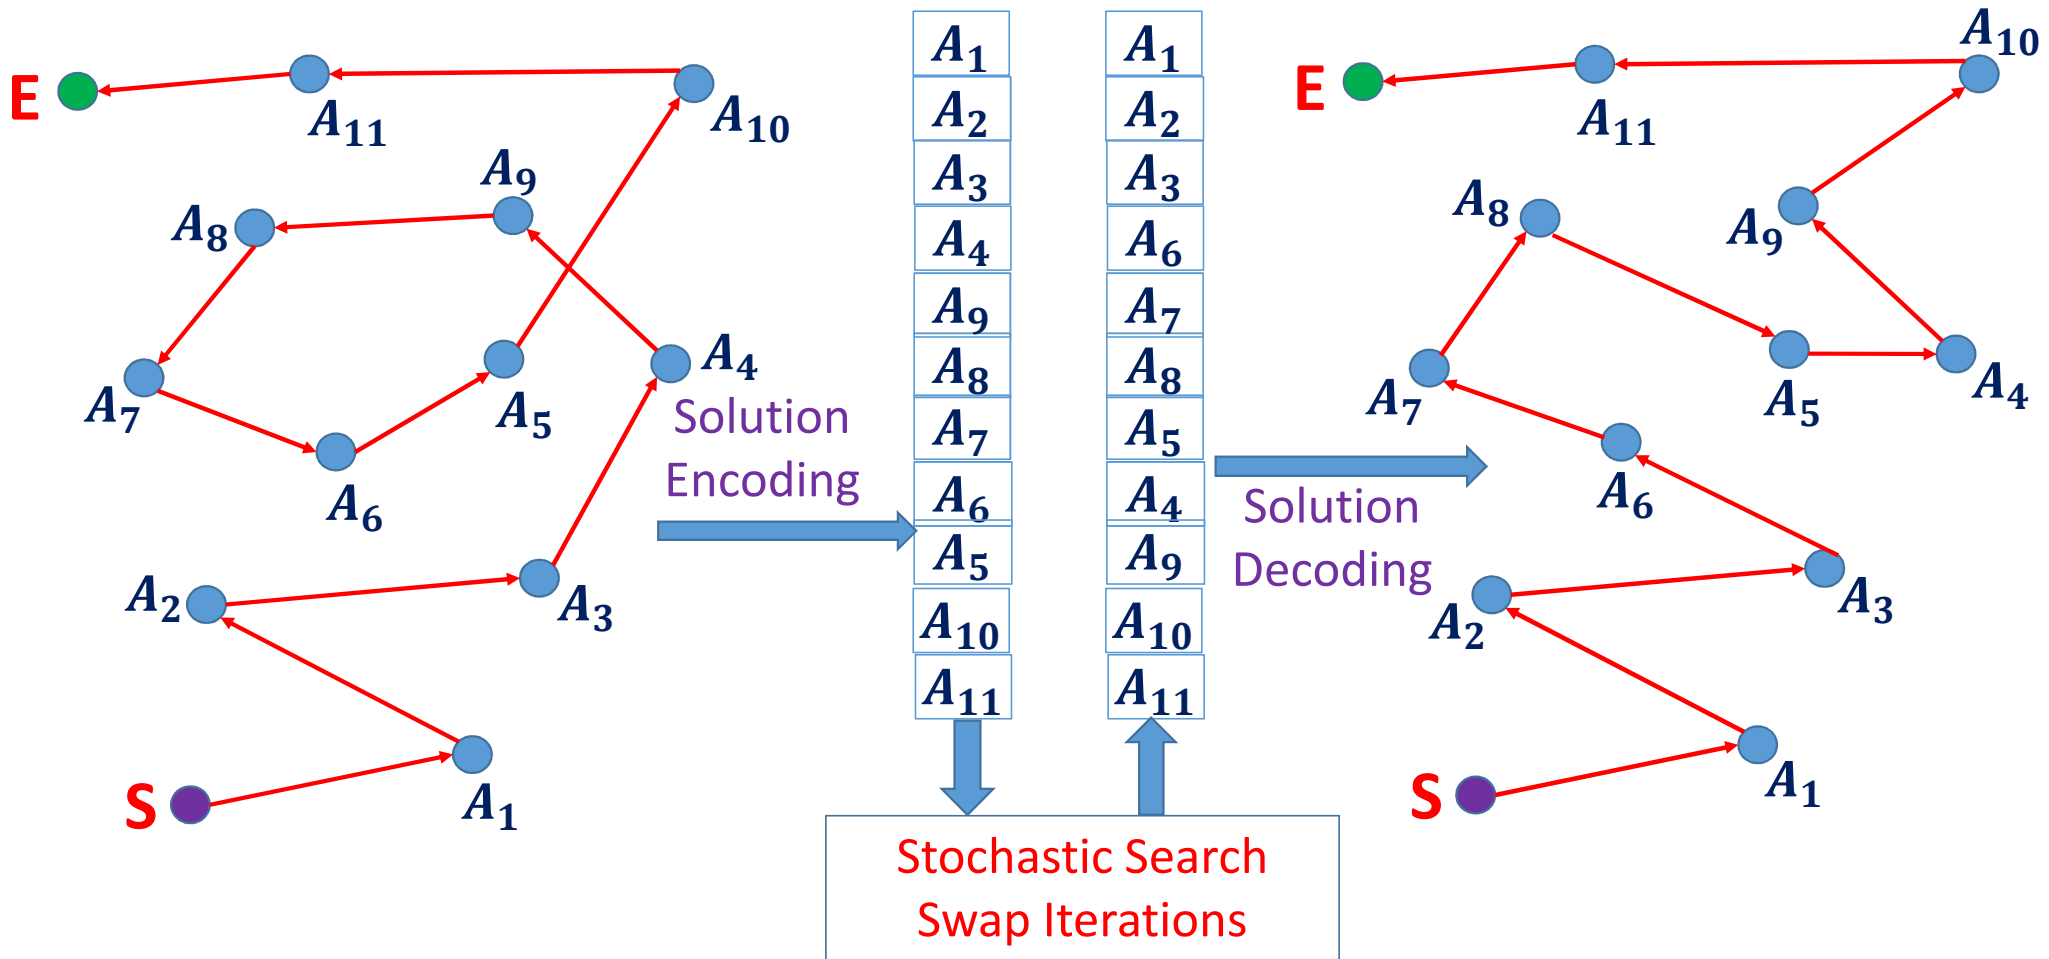 E
A11
A10
A9
A8
A7
A6
A5
A4
A2
A3
S
A1
Solution
Encoding
A1
A2
A3
A4
A9
A8
A7
A6
A5
A10
A11
A1
A2
A3
A6
A7
A8
A5
A4
A9
A10
A11
Stochastic Search
Swap Iterations
Solution
Decoding
E
A10
A11
A8
A9
A7
A5
A4
A6
A2
A3
S
A1